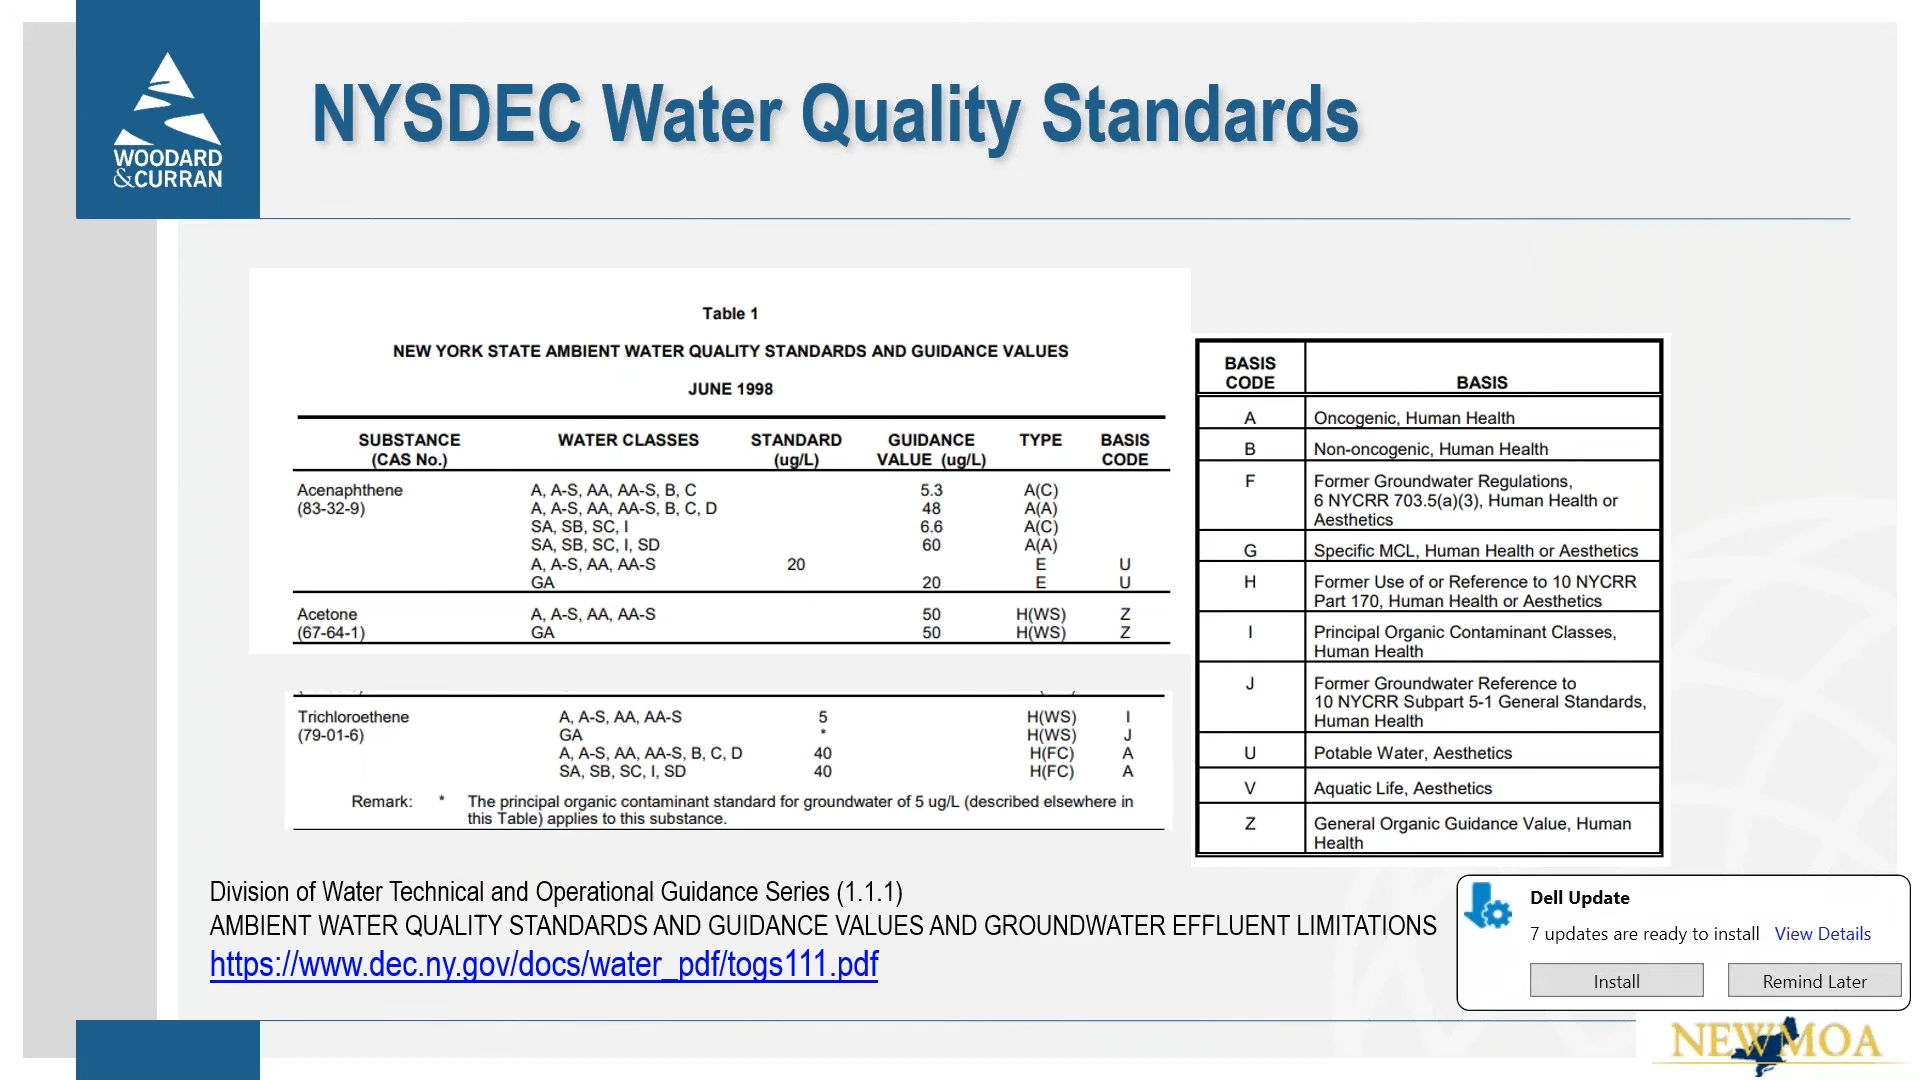 WOODARD
&CURRAN
NYSDEC Water Quality Standards
Table 1
NEW YORK STATE AMBIENT WATER QUALITY STANDARDS AND GUIDANCE VALUES
JUNE 1998
SUBSTANCE WATER CLASSES STANDARD GUIDANCE TYPE BASIS
(CAS No.) (ug/L) VALUE (ug/L) CODE
Acenaphthene A, A-S, AA, AA-S, B, C 5.3 A(C)
(83-32-9) A, A-S, AA, AA-S, B, C, D 48 A(A)
SA, SB, SC, I 6.6 A(C)
SA, SB, SC, I, SD 60 A(A)
A, A-S, AA, AA-S 20 E U
GA 20 E U
Acetone A, A-S, AA, AA-S 50 H(WS) Z
(67-64-1) GA 50 H(WS) Z
Trichloroethene A, A-S, AA, AA-S 5 H(WS) I
(79-01-6) GA * H(WS) J
A, A-S, AA, AA-S, B, C, D 40 H(FC) A
SA, SB, SC, I, SD 40 H(FC) A
Remark: * The principal organic contaminant standard for groundwater of 5 ug/L (described elsewhere in
this Table) applies to this substance.
BASIS
CODE BASIS
A Oncogenic, Human Health
B Non-oncogenic, Human Health
F Former Groundwater Regulations,
6 NYCRR 703.5(a)(3), Human Health or
Aesthetics
G Specific MCL, Human Health or Aesthetics
H Former Use of or Reference to 10 NYCRR
Part 170, Human Health or Aesthetics
I Principal Organic Contaminant Classes,
Human Health
J Former Groundwater Reference to
10 NYCRR Subpart 5-1 General Standards,
Human Health
U Potable Water, Aesthetics
V Aquatic Life, Aesthetics
Z General Organic Guidance Value, Human
Health
Division of Water Technical and Operational Guidance Series (1.1.1)
AMBIENT WATER QUALITY STANDARDS AND GUIDANCE VALUES AND GROUNDWATER EFFLUENT LIMITATIONS
https://www.dec.ny.gov/docs/water_pdf/togs111.pdf
Dell Update
7 updates are ready to install View Details
Install Remind Later
NEWMOA